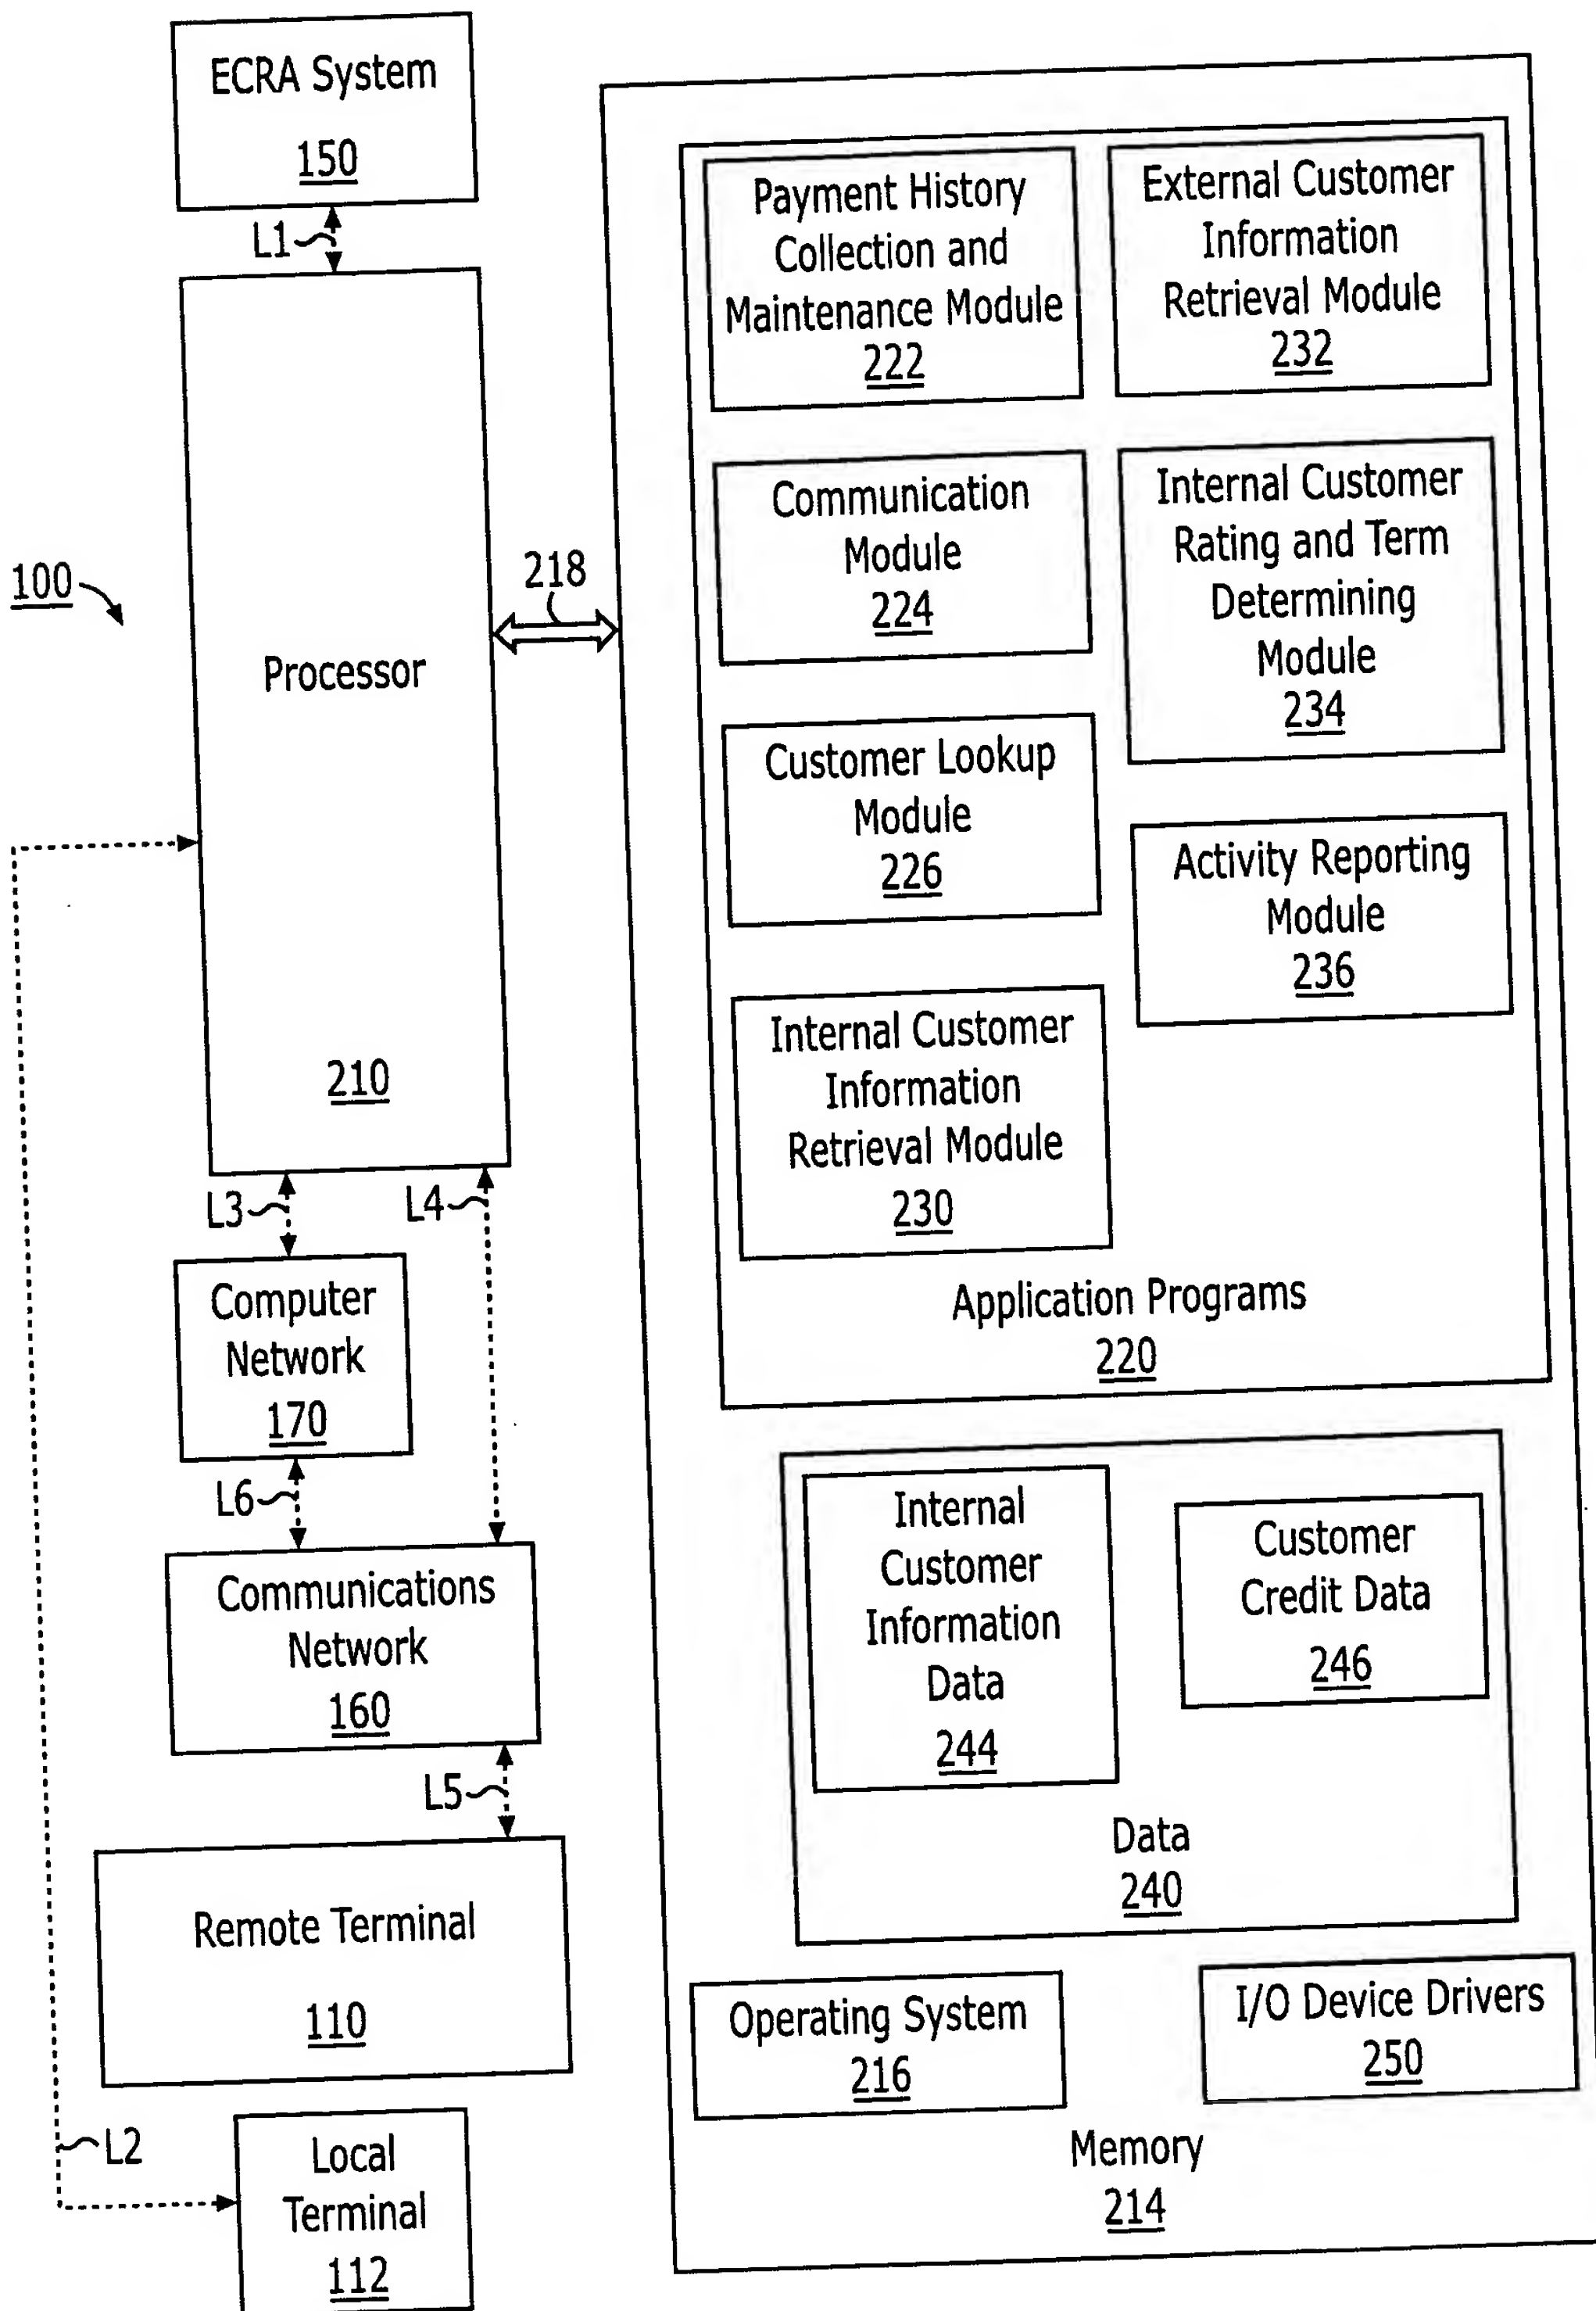 ECRA System
150
L1
100
Processor
210
218
L3
L4
Computer
Network
170
L6
Communications
Network
160
L5
Remote Terminal
110
L2
Local
Terminal
112
Payment History
Collection and
Maintenance Module
222
External Customer
Information
Retrieval Module
232
Communication
Module
224
Internal Customer
Rating and Term
Determining
Module
234
Customer Lookup
Module
226
Activity Reporting
Module
236
Internal Customer
Information
Retrieval Module
230
Application Programs
220
Internal
Customer
Information
Data
244
Customer
Credit Data
246
Data
240
Operating System
216
I/O Device Drivers
250
Memory
214